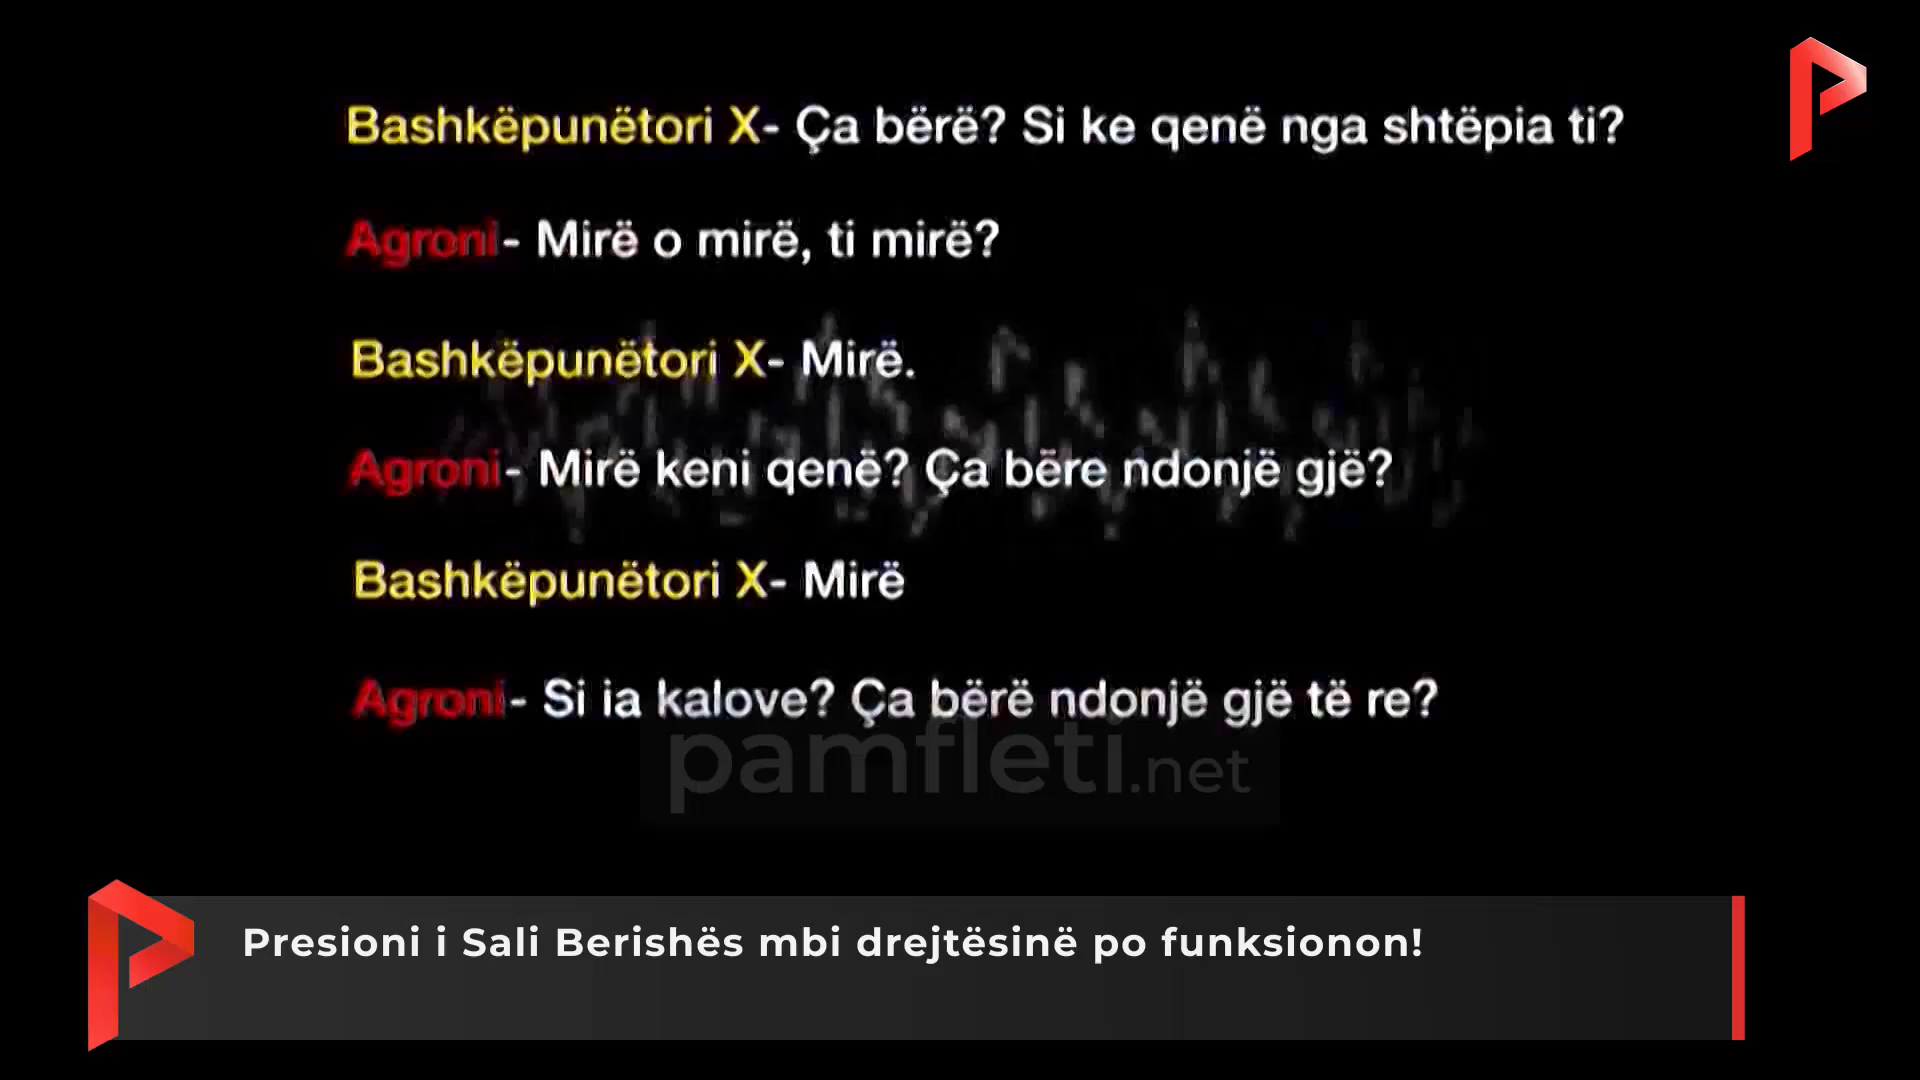 Bashkëpunëtori X- Ça bërë? Si ke qenë nga shtëpia ti?
Agroni- Mirë o mirë, ti mirë?
Bashkëpunëtori X- Mirë.
Agroni- Mirë keni qenë? Ça bëre ndonjë gjë?
Bashkëpunëtori X- Mirë
Agroni- Si ia kalove? Ça bërë ndonjë gjë të re?
pamfleti.net
Presioni i Sali Berishës mbi drejtësinë po funksionon!